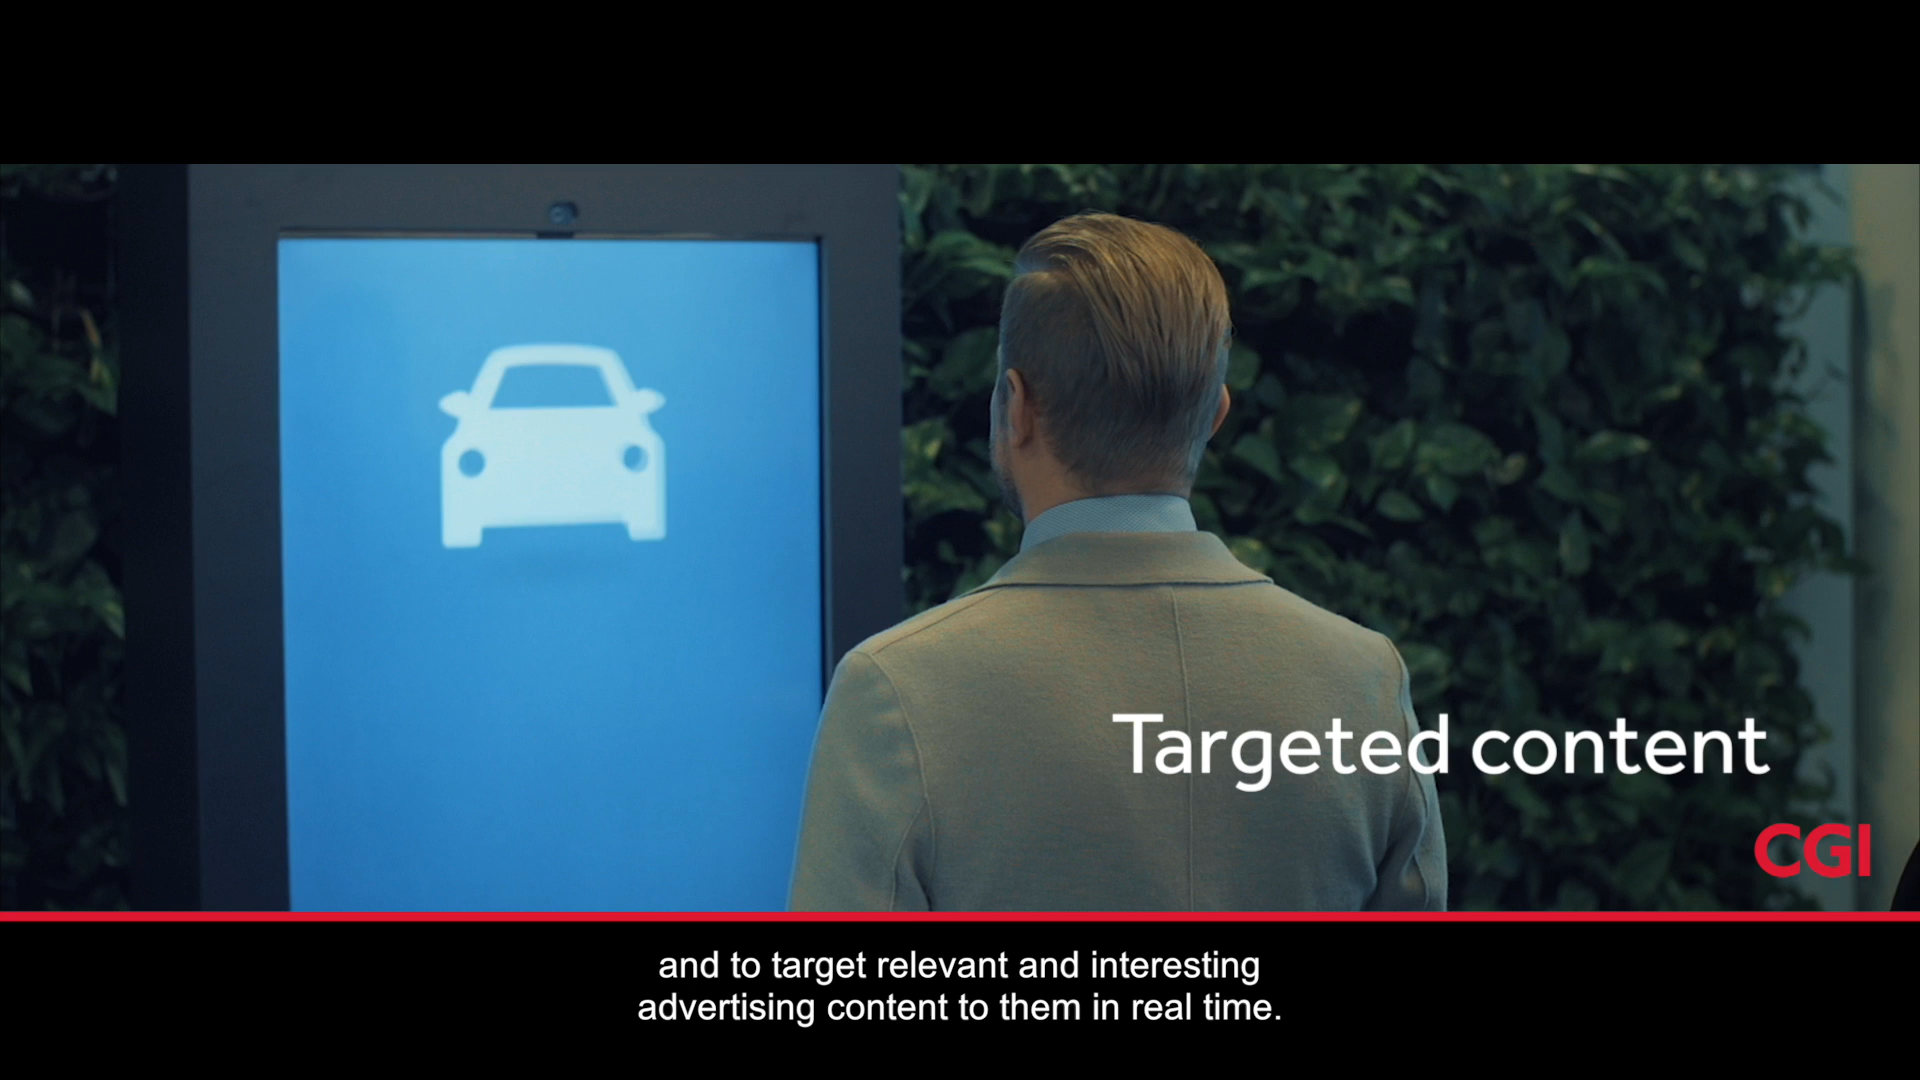 Targeted content
CGI
and to target relevant and interesting
advertising content to them in real time.